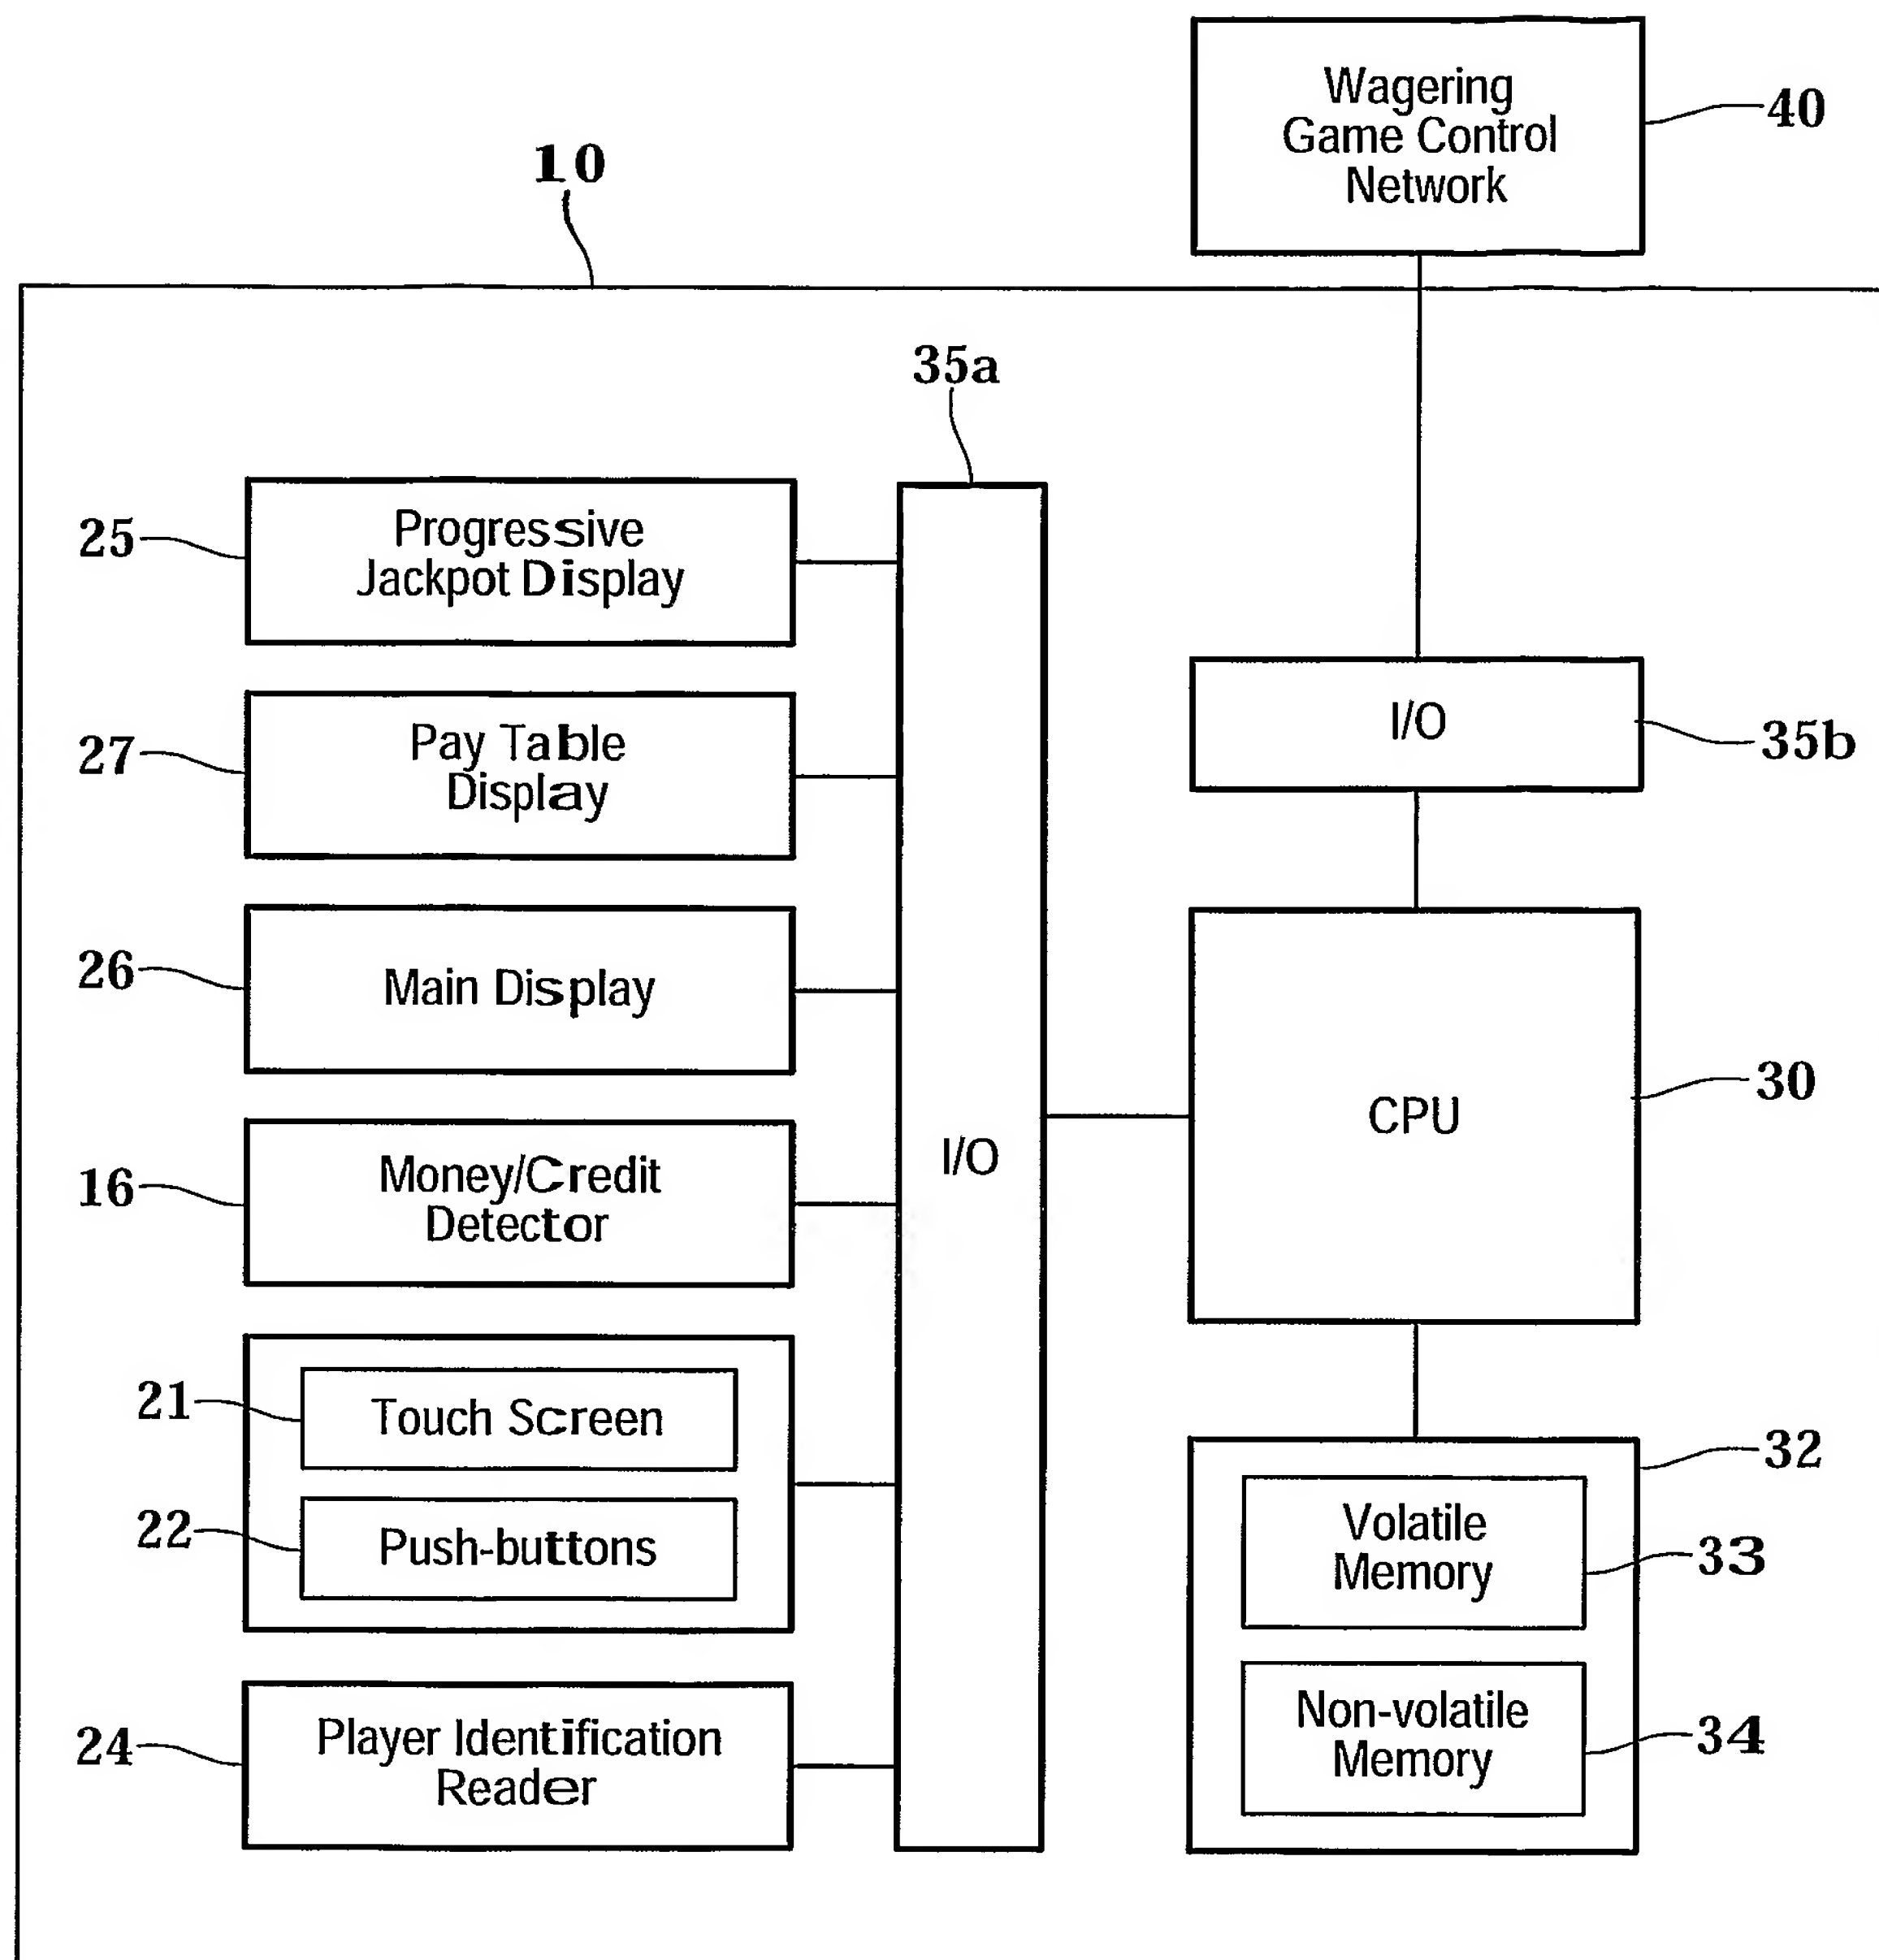 Wagering
Game Control
Network
40
10
35a
Progressive
Jackpot Display
25
Pay Table
Display
27
I/O
35b
Main Display
26
CPU
30
Money/Credit
Detector
16
I/O
Touch Screen
21
Push-buttons
22
32
Volatile
Memory
33
Player Identification
Reader
24
Non-volatile
Memory
34